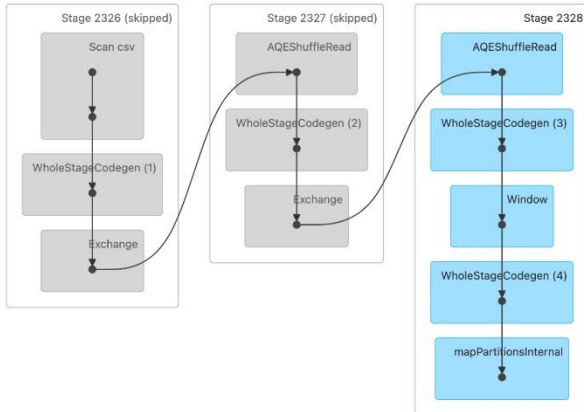 Stage 2326 (skipped)
Scan csv
WholeStageCodegen (1)
Exchange
Stage 2327 (skipped)
AQEShuffleRead
WholeStageCodegen (2)
Exchange
Stage 2328
AQEShuffleRead
WholeStageCodegen (3)
Window
WholeStageCodegen (4)
mapPartitionsInternal